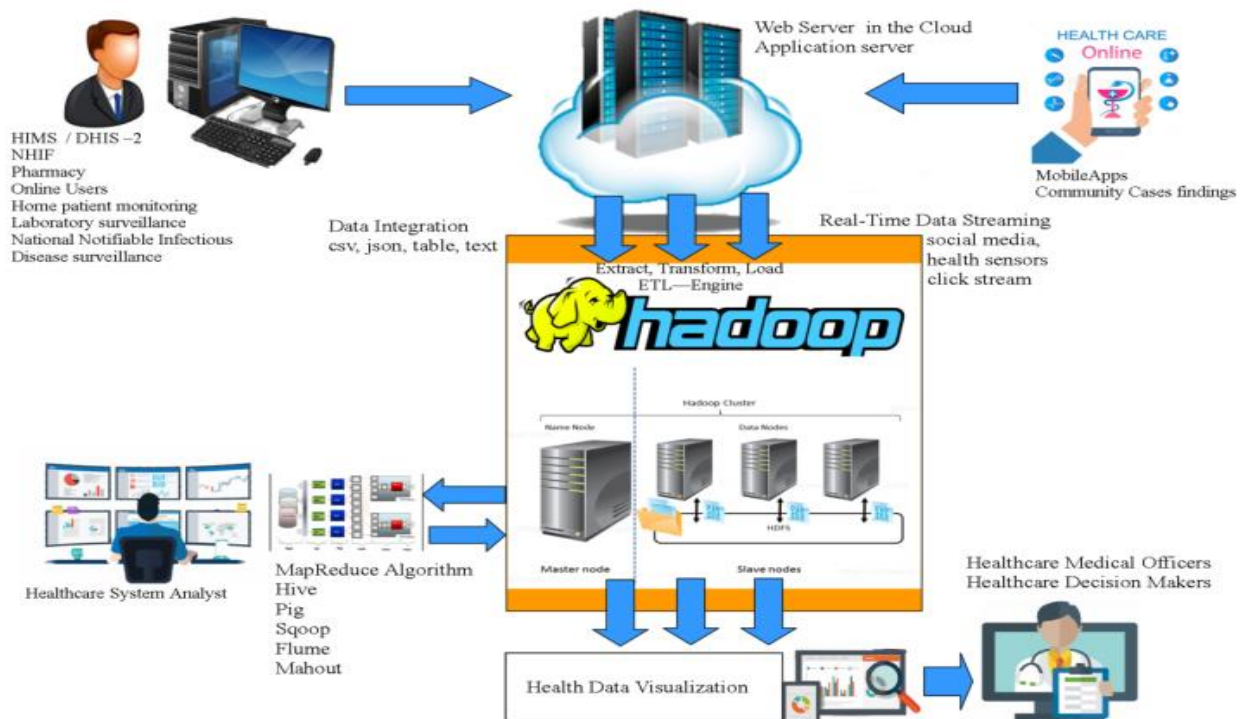 Web Server in the Cloud
Application server
HEALTH CARE
Online
HIMS / DHIS –2
NHIF
Pharmacy
Online Users
Home patient monitoring
Laboratory surveillance
National Notifiable Infectious
Disease surveillance
MobileApps
Community Cases findings
Data Integration
csv, json, table, text
Real-Time Data Streaming
social media,
health sensors
click stream
Extract, Transform, Load
ETL—Engine
hadoop
Hadoop Cluster
Name Node
Data Nodes
HDFS
Master node
Slave nodes
Healthcare System Analyst
MapReduce Algorithm
Hive
Pig
Sqoop
Flume
Mahout
Healthcare Medical Officers
Healthcare Decision Makers
Health Data Visualization